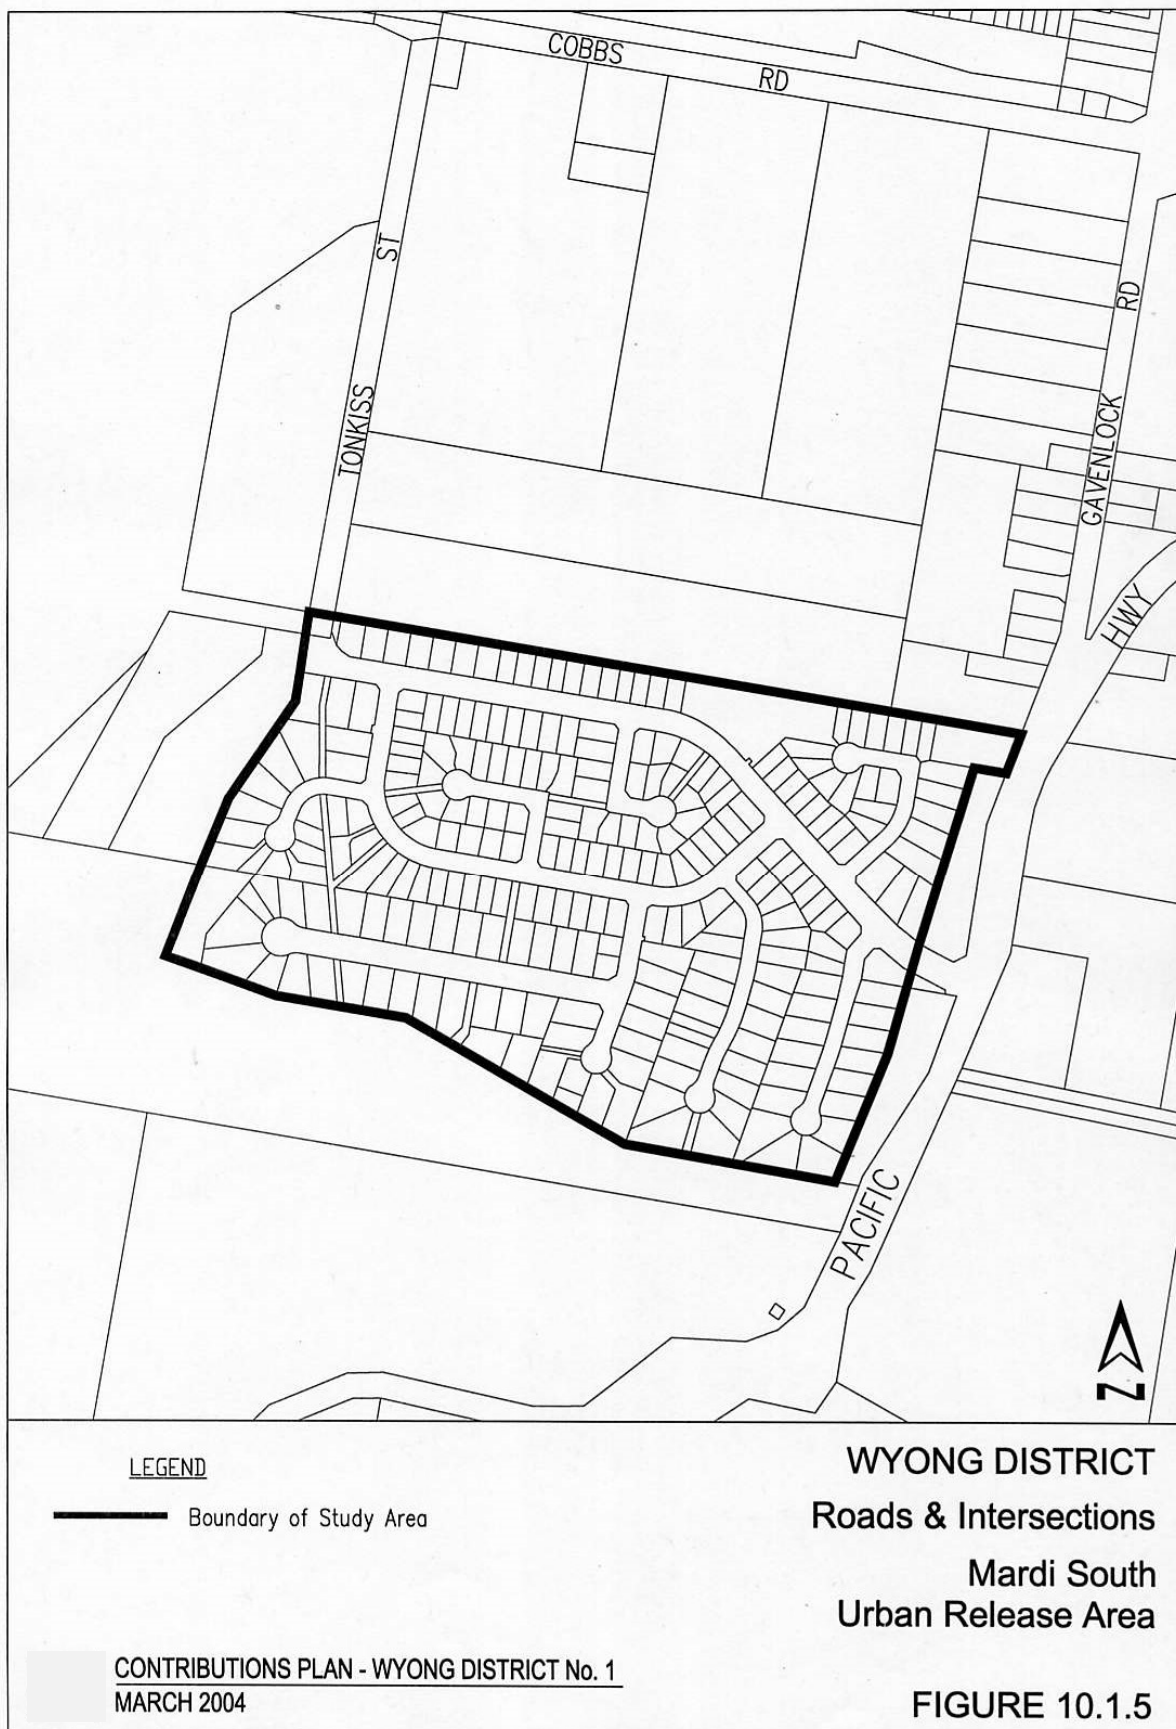 COBBS RD
ST
TONKISS
RD
GAVENLOCK
HWY
PACIFIC
N
LEGEND
Boundary of Study Area
WYONG DISTRICT
Roads & Intersections
Mardi South
Urban Release Area
CONTRIBUTIONS PLAN - WYONG DISTRICT No. 1
MARCH 2004
FIGURE 10.1.5